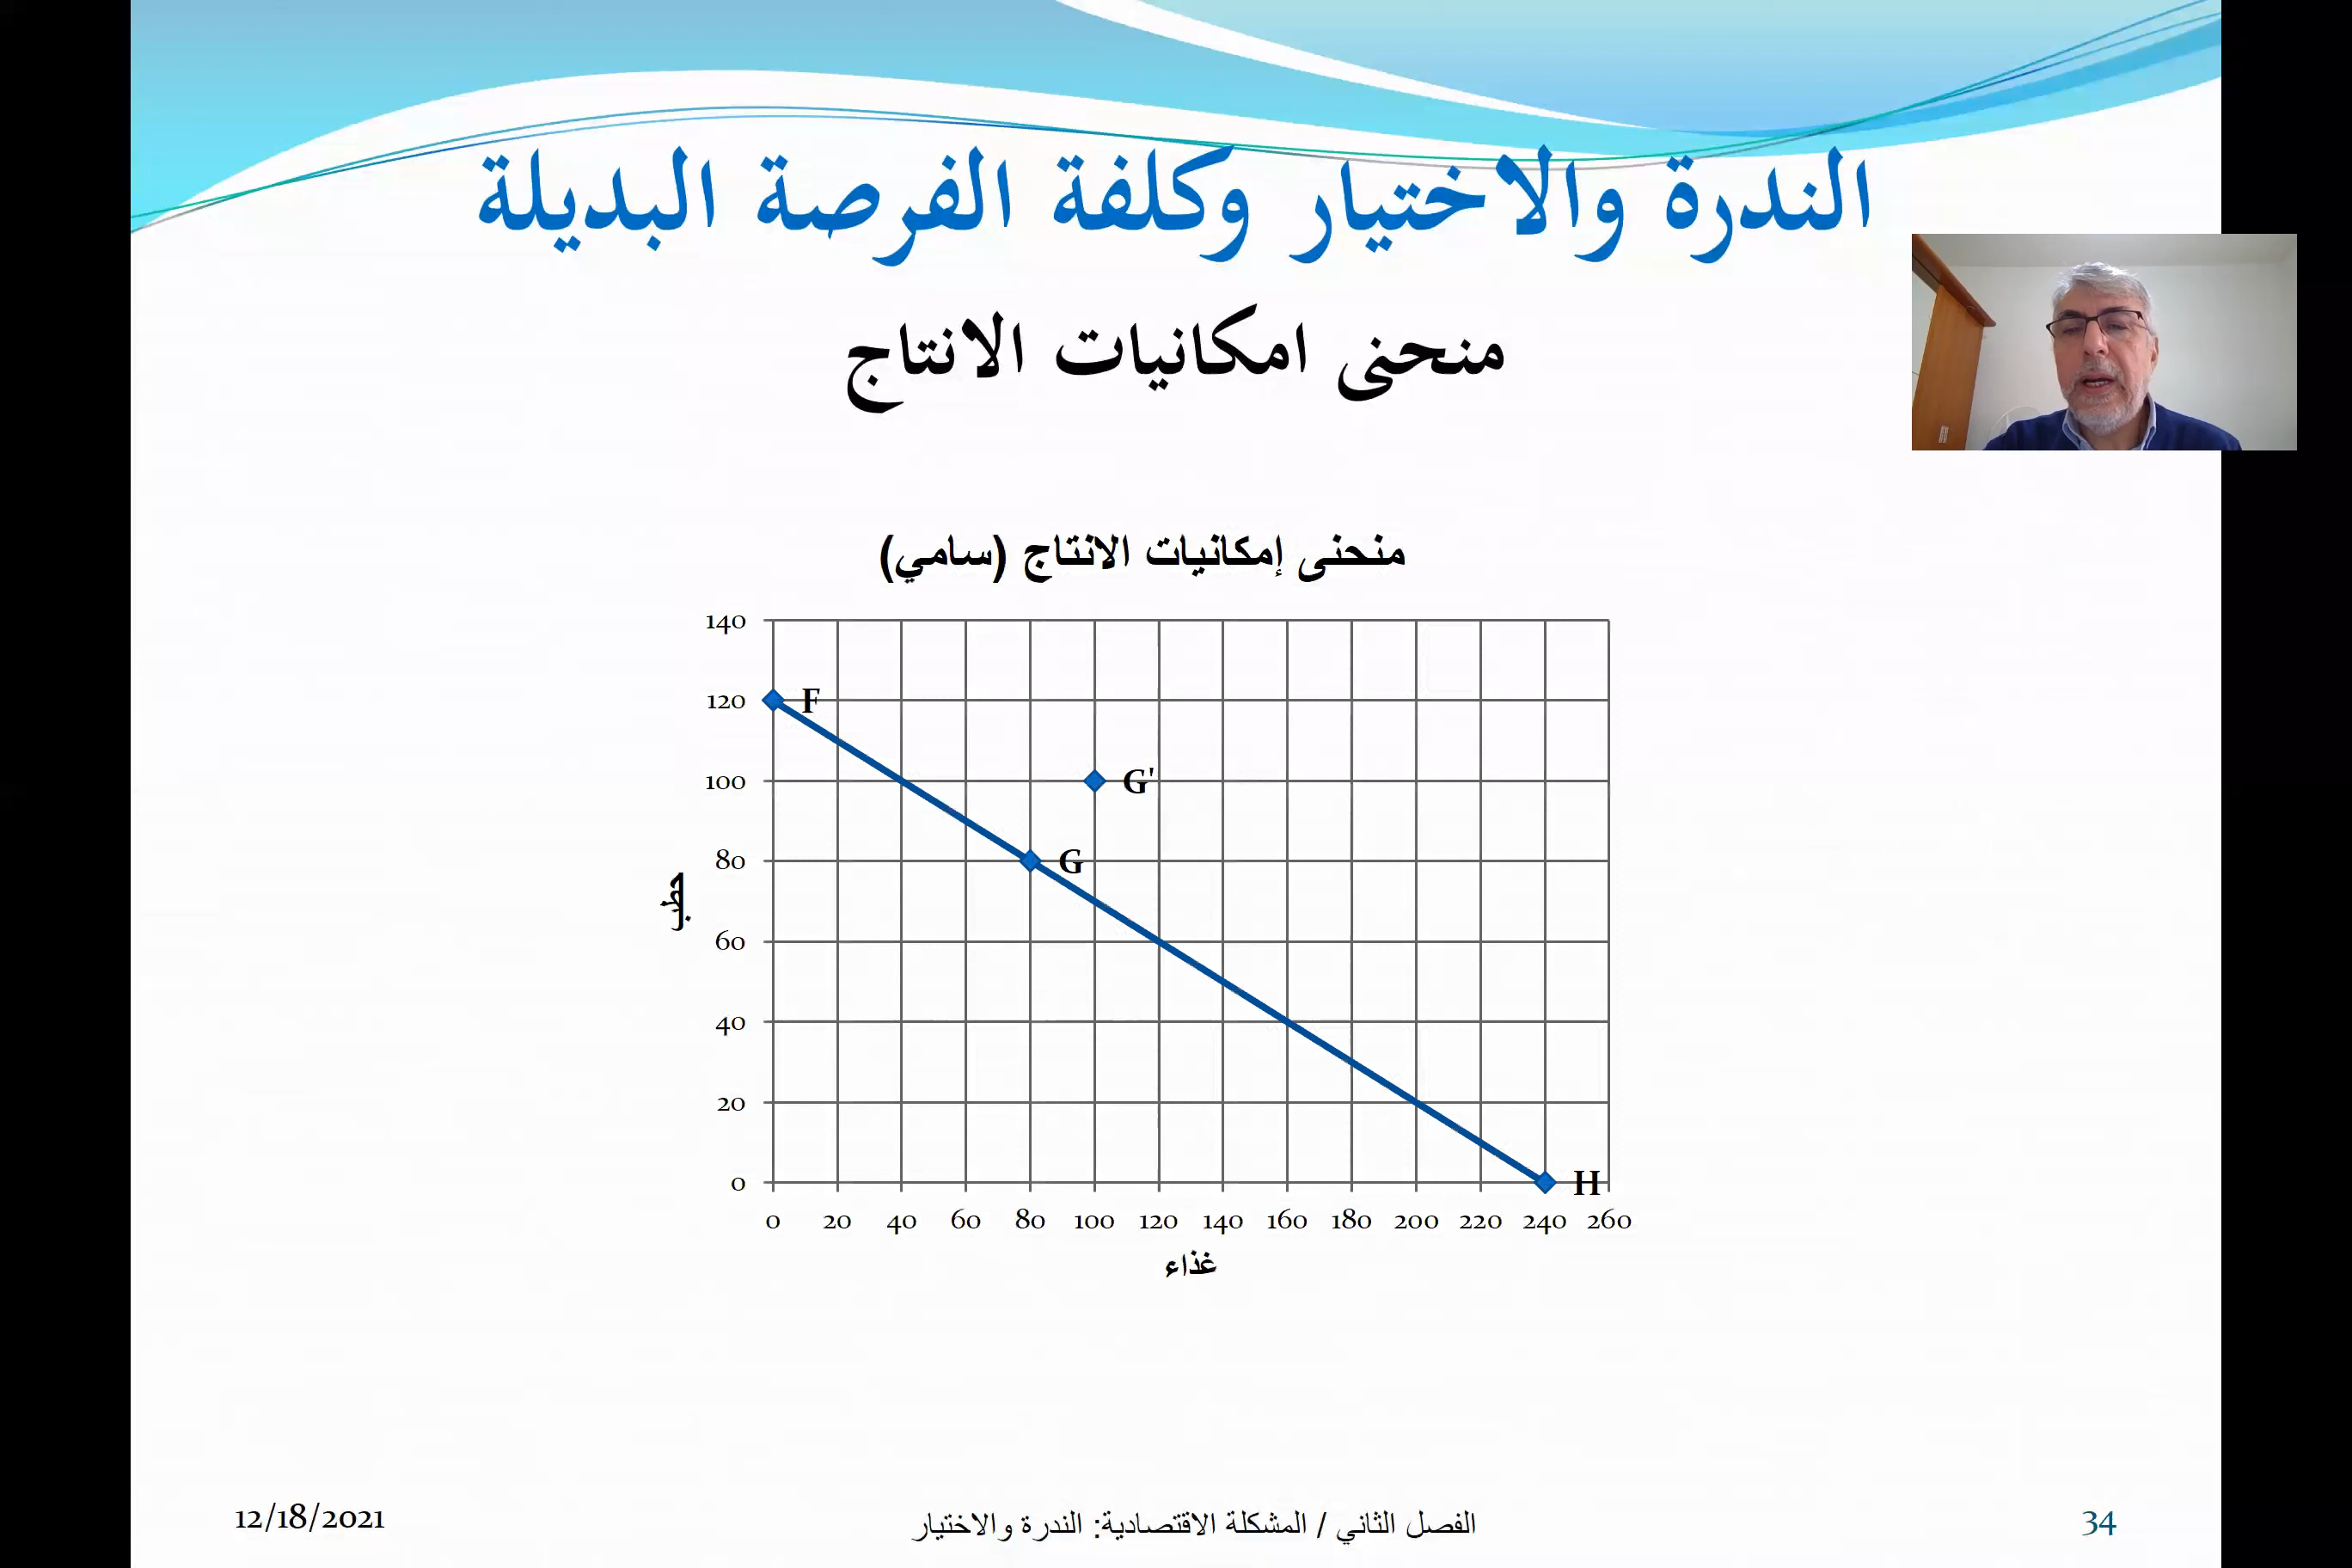 الندرة والاختيار وكلفة الفرصة البديلة
منحنى امكانيات الانتاج
منحنى إمكانيات الانتاج (سامي)
140
120
100
80
60
40
20
0
حطب
F
G'
G
H
0 20 40 60 80 100 120 140 160 180 200 220 240 260
غذاء
12/18/2021
الفصل الثاني / المشكلة الاقتصادية: الندرة والاختيار
34